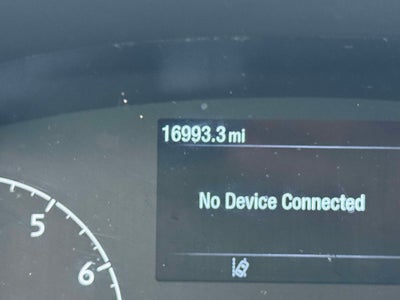 16993.3 mi
No Device Connected
5
6